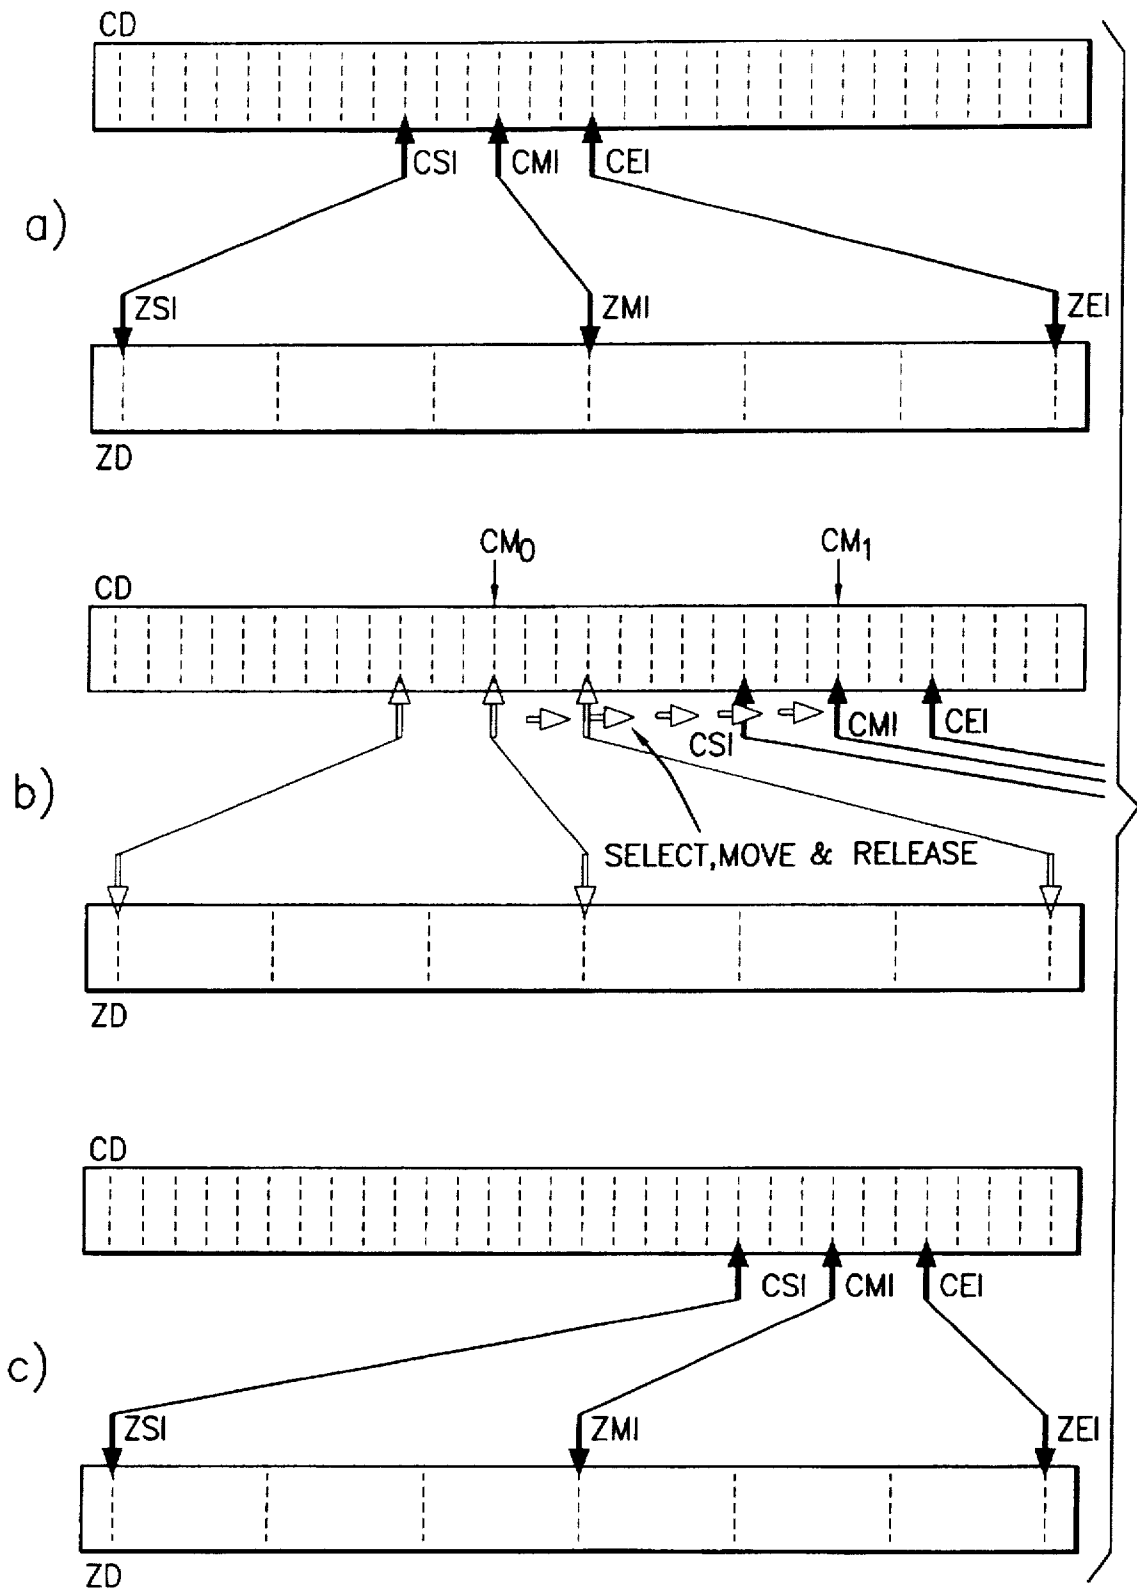 CD
CSI CMI CEI
a)
ZSI ZMI ZEI
ZD
CM0 CM1
CD
CSI CMI CEI
b)
SELECT, MOVE & RELEASE
ZD
CD
CSI CMI CEI
c)
ZSI ZMI ZEI
ZD